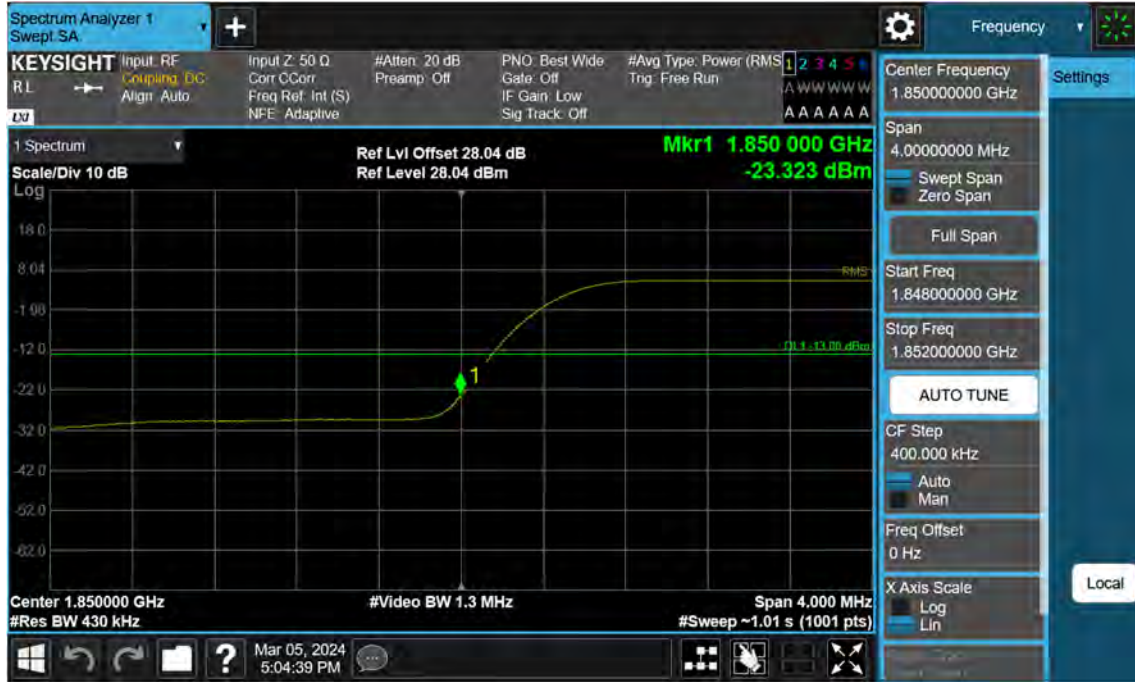 Spectrum Analyzer 1
Swept SA
KEYSIGHT
RL
LXI
Input: RF
Coupling: DC
Align: Auto
Input Z: 50 Ω
Corr CCorr
Freq Ref: Int (S)
NFE: Adaptive
#Atten: 20 dB
Preamp: Off
PNO: Best Wide
Gate: Off
IF Gain: Low
Sig Track: Off
#Avg Type: Power (RMS
Trig: Free Run
1 2 3 4 5 6
A W W W W W
A A A A A A
1 Spectrum
Scale/Div 10 dB
Log
Ref Lvl Offset 28.04 dB
Ref Level 28.04 dBm
Mkr1 1.850 000 GHz
-23.323 dBm
18.0
8.04
-1.96
-12.0
-22.0
-32.0
-42.0
-52.0
-62.0
RMS
DL1 -13.00 dBm
1
Center 1.850000 GHz
#Res BW 430 kHz
#Video BW 1.3 MHz
Span 4.000 MHz
#Sweep ~1.01 s (1001 pts)
?
Mar 05, 2024
5:04:39 PM
Frequency
Center Frequency
1.850000000 GHz
Span
4.00000000 MHz
Swept Span
Zero Span
Full Span
Start Freq
1.848000000 GHz
Stop Freq
1.852000000 GHz
AUTO TUNE
CF Step
400.000 kHz
Auto
Man
Freq Offset
0 Hz
X Axis Scale
Log
Lin
Settings
Local